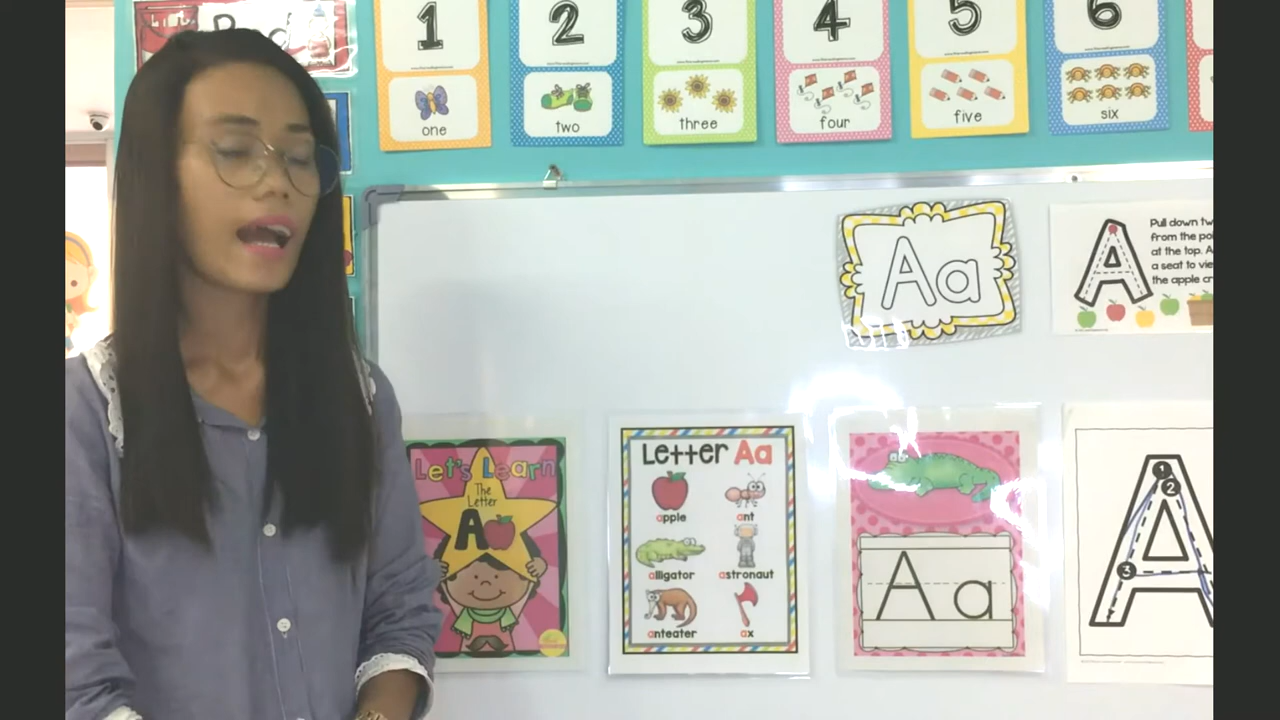 Red
1
one
2
two
3
three
4
four
5
five
6
six
Aa
A
Pull down tw
from the po
at the top. A
a seat to vie
the apple cr
Let's Learn
The
Letter
A
Letter Aa
apple
ant
alligator
astronaut
anteater
ax
Aa
A
1
2
3